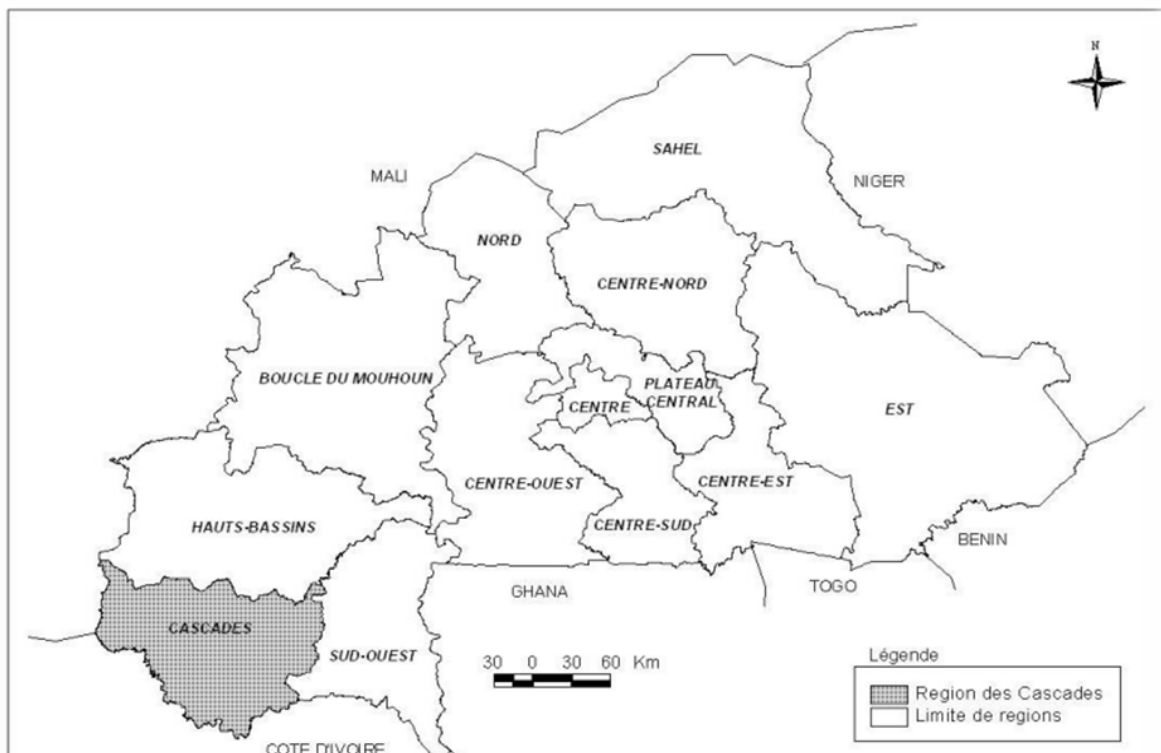 N
SAHEL
MALI
NIGER
NORD
CENTRE-NORD
BOUCLE DU MOUHOUN
PLATEAU
CENTRAL
CENTRE
EST
CENTRE-OUEST
CENTRE-EST
HAUTS-BASSINS
CENTRE-SUD
BENIN
GHANA
TOGO
CASCADES
SUD-OUEST
30 0 30 60 Km
Légende
Region des Cascades
Limite de regions
COTE D'IVOIRE